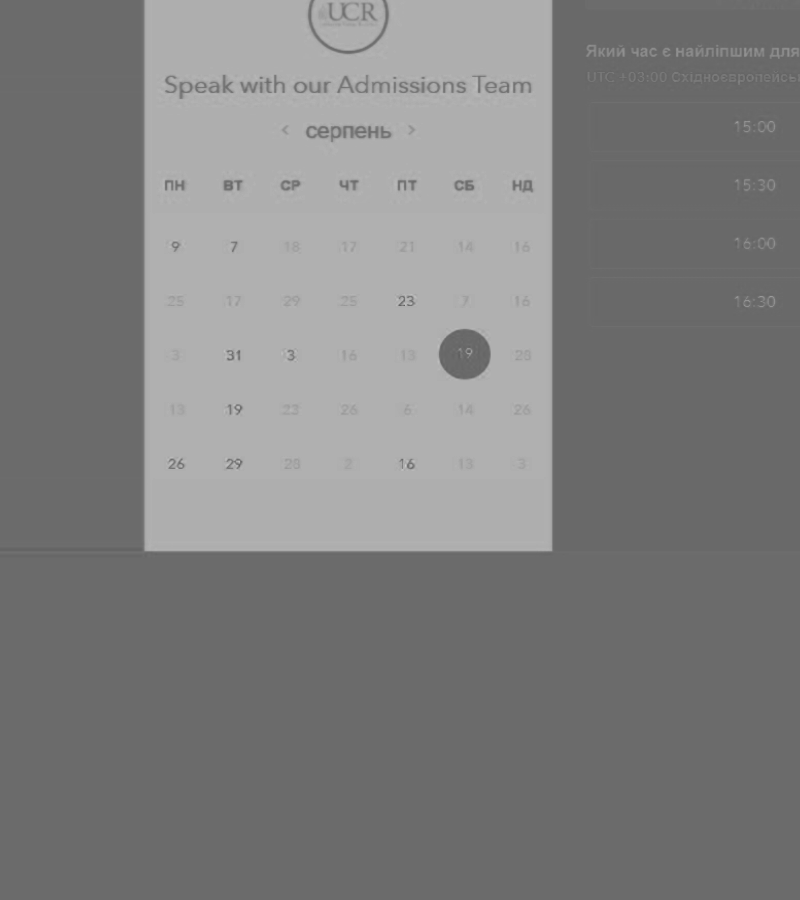 UCR
Speak with our Admissions Team
< серпень >
ПН ВТ СР ЧТ ПТ СБ НД
9 7 18 17 21 14 16
25 17 29 25 23 7 16
3 31 3 16 13 19 28
13 19 23 26 6 14 26
26 29 28 2 16 13 3
Який час є найліпшим для
UTC +03:00 Східноєвропейськ
15:00
15:30
16:00
16:30